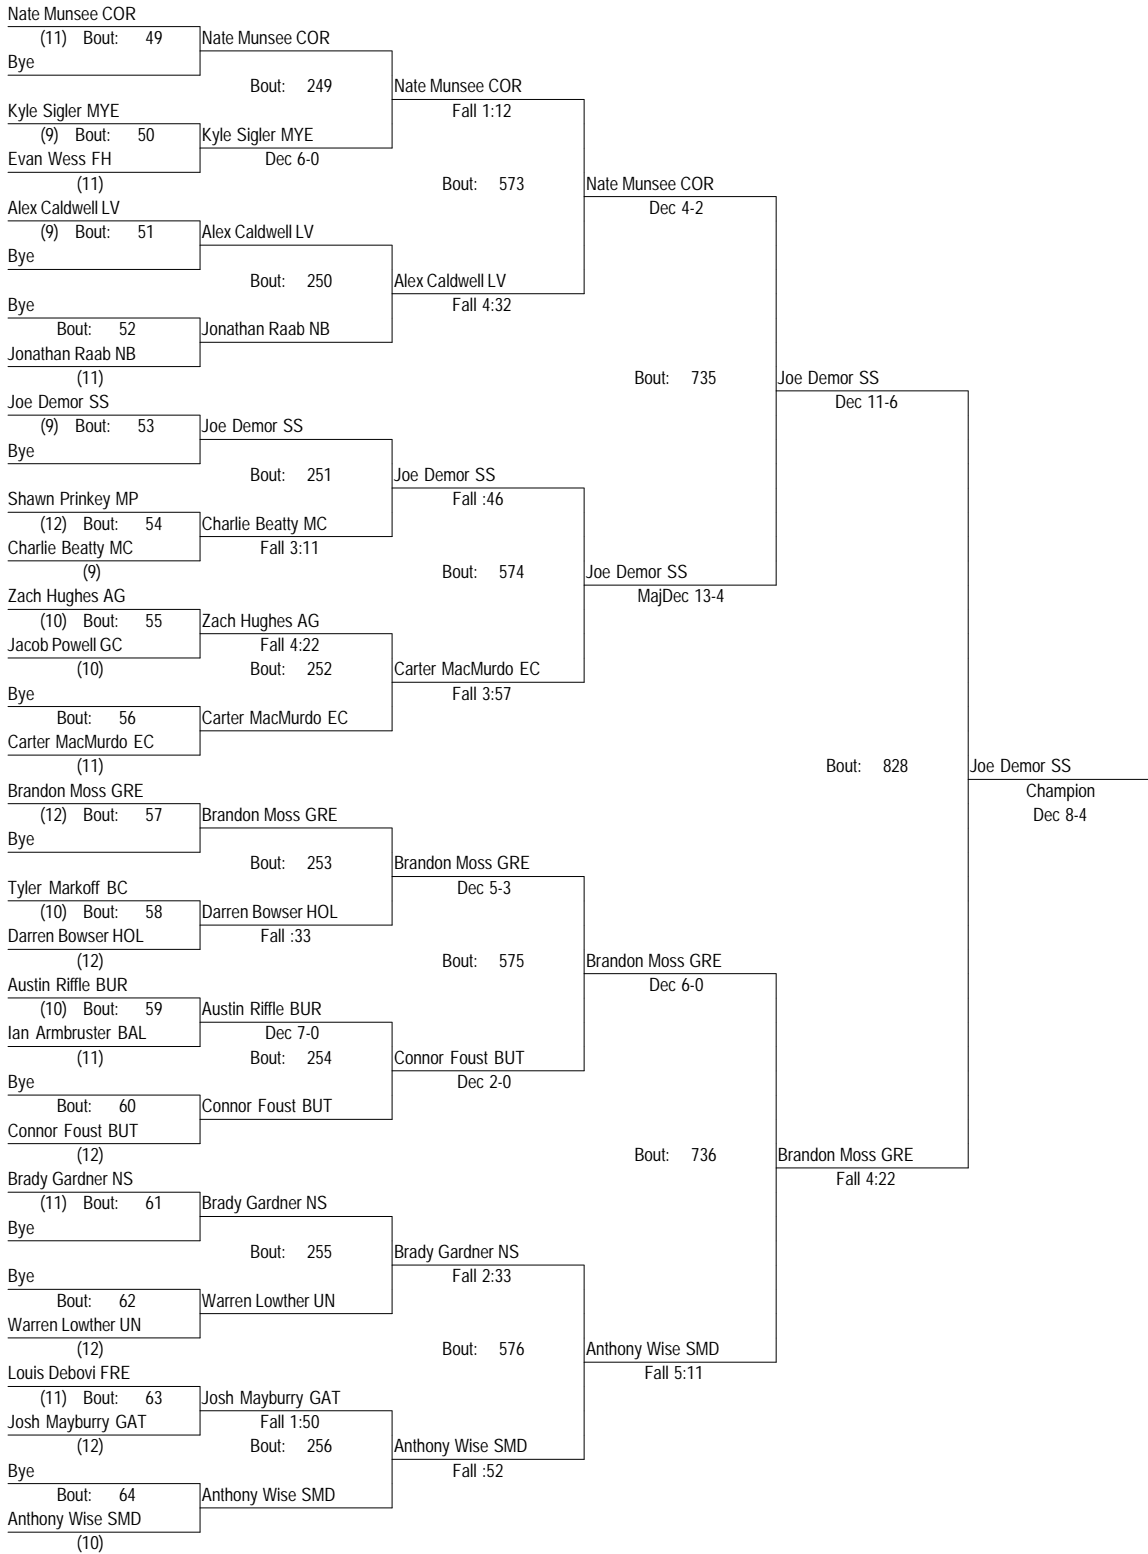 Nate Munsee COR
(11) Bout: 49 Nate Munsee COR
Bye
Bout: 249 Nate Munsee COR
Kyle Sigler MYE Fall 1:12
(9) Bout: 50 Kyle Sigler MYE
Evan Wess FH Dec 6-0
(11) Bout: 573 Nate Munsee COR
Alex Caldwell LV Dec 4-2
(9) Bout: 51 Alex Caldwell LV
Bye
Bout: 250 Alex Caldwell LV
Bye Fall 4:32
Bout: 52 Jonathan Raab NB
Jonathan Raab NB
(11) Bout: 735 Joe Demor SS
Joe Demor SS Dec 11-6
(9) Bout: 53 Joe Demor SS
Bye
Bout: 251 Joe Demor SS
Shawn Prinkey MP Fall :46
(12) Bout: 54 Charlie Beatty MC
Charlie Beatty MC Fall 3:11
(9) Bout: 574 Joe Demor SS
Zach Hughes AG MajDec 13-4
(10) Bout: 55 Zach Hughes AG
Jacob Powell GC Fall 4:22
(10) Bout: 252 Carter MacMurdo EC
Bye Fall 3:57
Bout: 56 Carter MacMurdo EC
Carter MacMurdo EC
(11) Bout: 828 Joe Demor SS
Brandon Moss GRE Champion
(12) Bout: 57 Brandon Moss GRE Dec 8-4
Bye
Bout: 253 Brandon Moss GRE
Tyler Markoff BC Dec 5-3
(10) Bout: 58 Darren Bowser HOL
Darren Bowser HOL Fall :33
(12) Bout: 575 Brandon Moss GRE
Austin Riffle BUR Dec 6-0
(10) Bout: 59 Austin Riffle BUR
Ian Armbruster BAL Dec 7-0
(11) Bout: 254 Connor Foust BUT
Bye Dec 2-0
Bout: 60 Connor Foust BUT
Connor Foust BUT
(12) Bout: 736 Brandon Moss GRE
Brady Gardner NS Fall 4:22
(11) Bout: 61 Brady Gardner NS
Bye
Bout: 255 Brady Gardner NS
Bye Fall 2:33
Bout: 62 Warren Lowther UN
Warren Lowther UN
(12) Bout: 576 Anthony Wise SMD
Louis Debovi FRE Fall 5:11
(11) Bout: 63 Josh Mayburry GAT
Josh Mayburry GAT Fall 1:50
(12) Bout: 256 Anthony Wise SMD
Bye Fall :52
Bout: 64 Anthony Wise SMD
Anthony Wise SMD
(10)